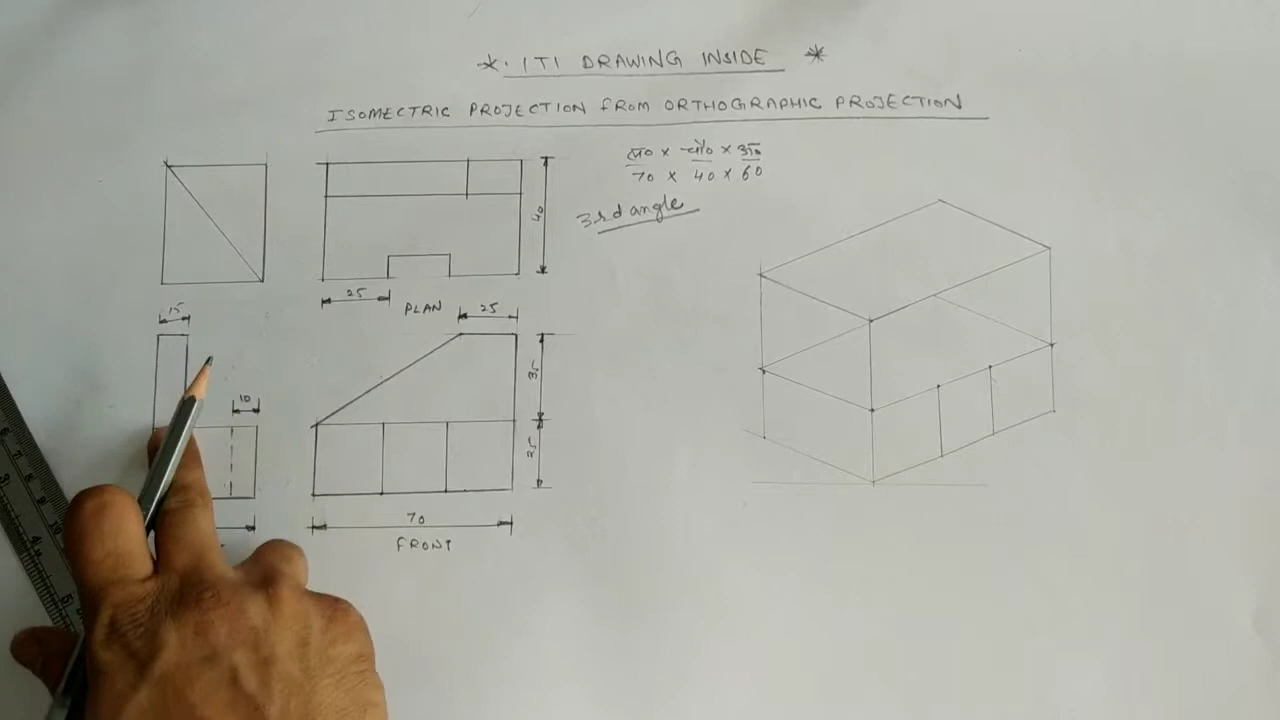 *. ITI DRAWING INSIDE *
ISOMECTRIC PROJECTION FROM ORTHOGRAPHIC PROJECTION
70 x 40 x 60
3rd angle
40
25
PLAN
25
15
35
10
25
70
FRONT